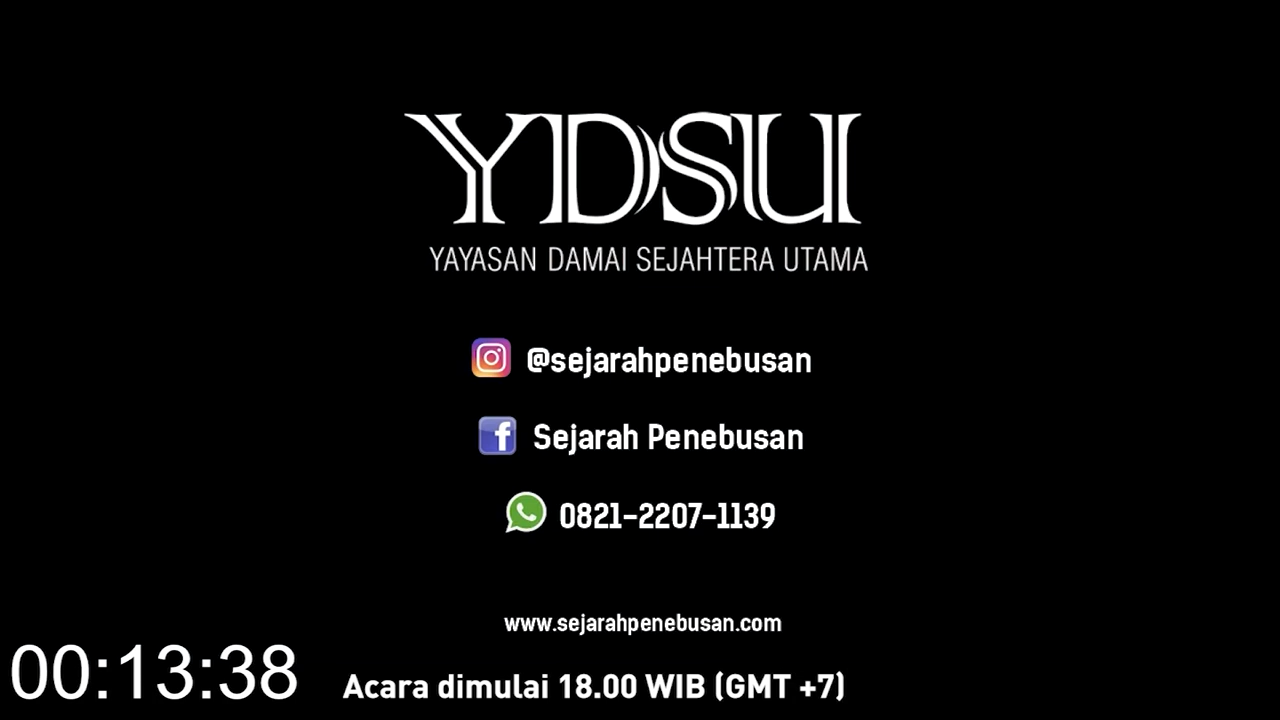 YDSU
YAYASAN DAMAI SEJAHTERA UTAMA
@sejarahpenebusan
Sejarah Penebusan
0821-2207-1139
www.sejarahpenebusan.com
00:13:38
Acara dimulai 18.00 WIB (GMT +7)